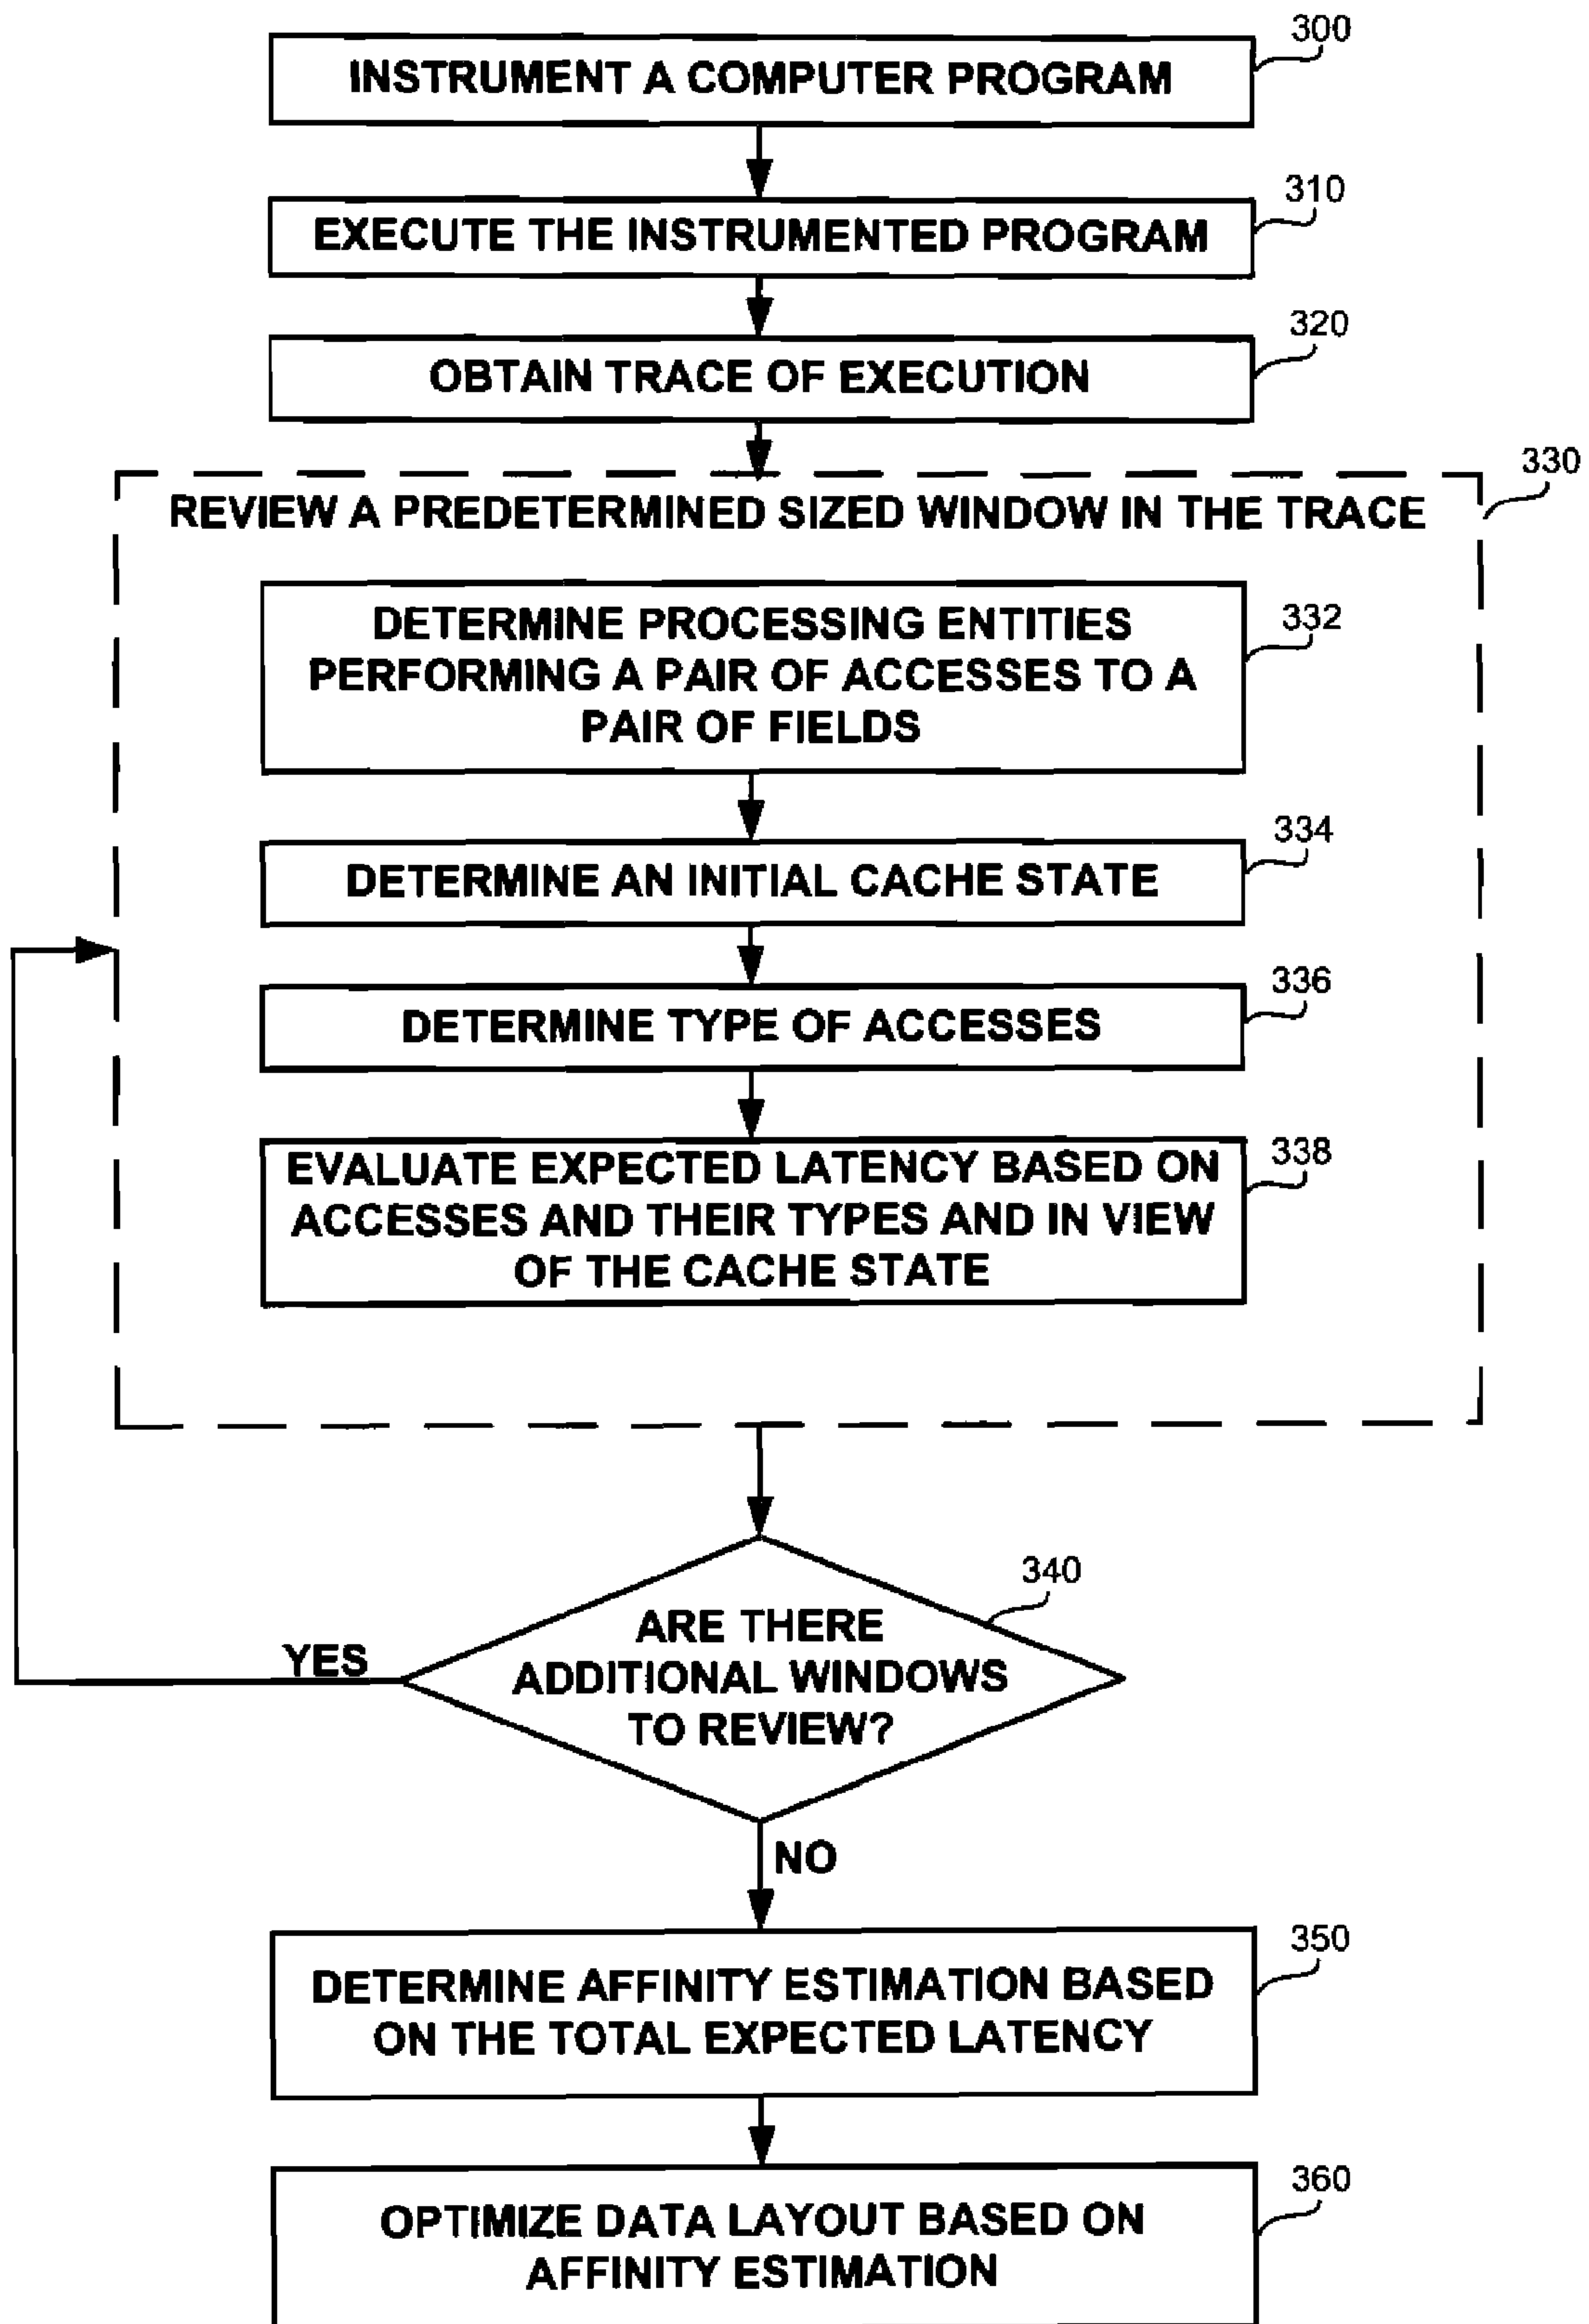 300
INSTRUMENT A COMPUTER PROGRAM
310
EXECUTE THE INSTRUMENTED PROGRAM
320
OBTAIN TRACE OF EXECUTION
330
REVIEW A PREDETERMINED SIZED WINDOW IN THE TRACE
332
DETERMINE PROCESSING ENTITIES
PERFORMING A PAIR OF ACCESSES TO A
PAIR OF FIELDS
334
DETERMINE AN INITIAL CACHE STATE
336
DETERMINE TYPE OF ACCESSES
338
EVALUATE EXPECTED LATENCY BASED ON
ACCESSES AND THEIR TYPES AND IN VIEW
OF THE CACHE STATE
340
ARE THERE
ADDITIONAL WINDOWS
TO REVIEW?
YES
NO
350
DETERMINE AFFINITY ESTIMATION BASED
ON THE TOTAL EXPECTED LATENCY
360
OPTIMIZE DATA LAYOUT BASED ON
AFFINITY ESTIMATION